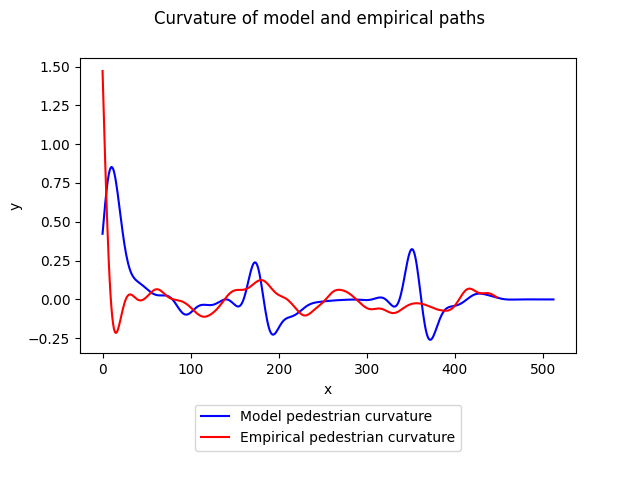 Curvature of model and empirical paths
1.50
1.25
1.00
0.75
0.50
0.25
0.00
−0.25
y
0 100 200 300 400 500
x
Model pedestrian curvature
Empirical pedestrian curvature